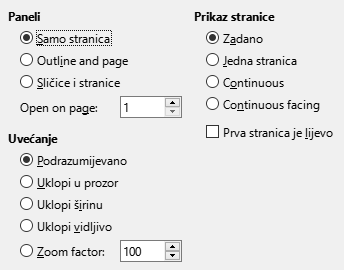 Paneli
Samo stranica
Outline and page
Sličice i stranice
Open on page: 1
Uvećanje
Podrazumijevano
Uklopi u prozor
Uklopi širinu
Uklopi vidljivo
Zoom factor: 100
Prikaz stranice
Zadano
Jedna stranica
Continuous
Continuous facing
Prva stranica je lijevo